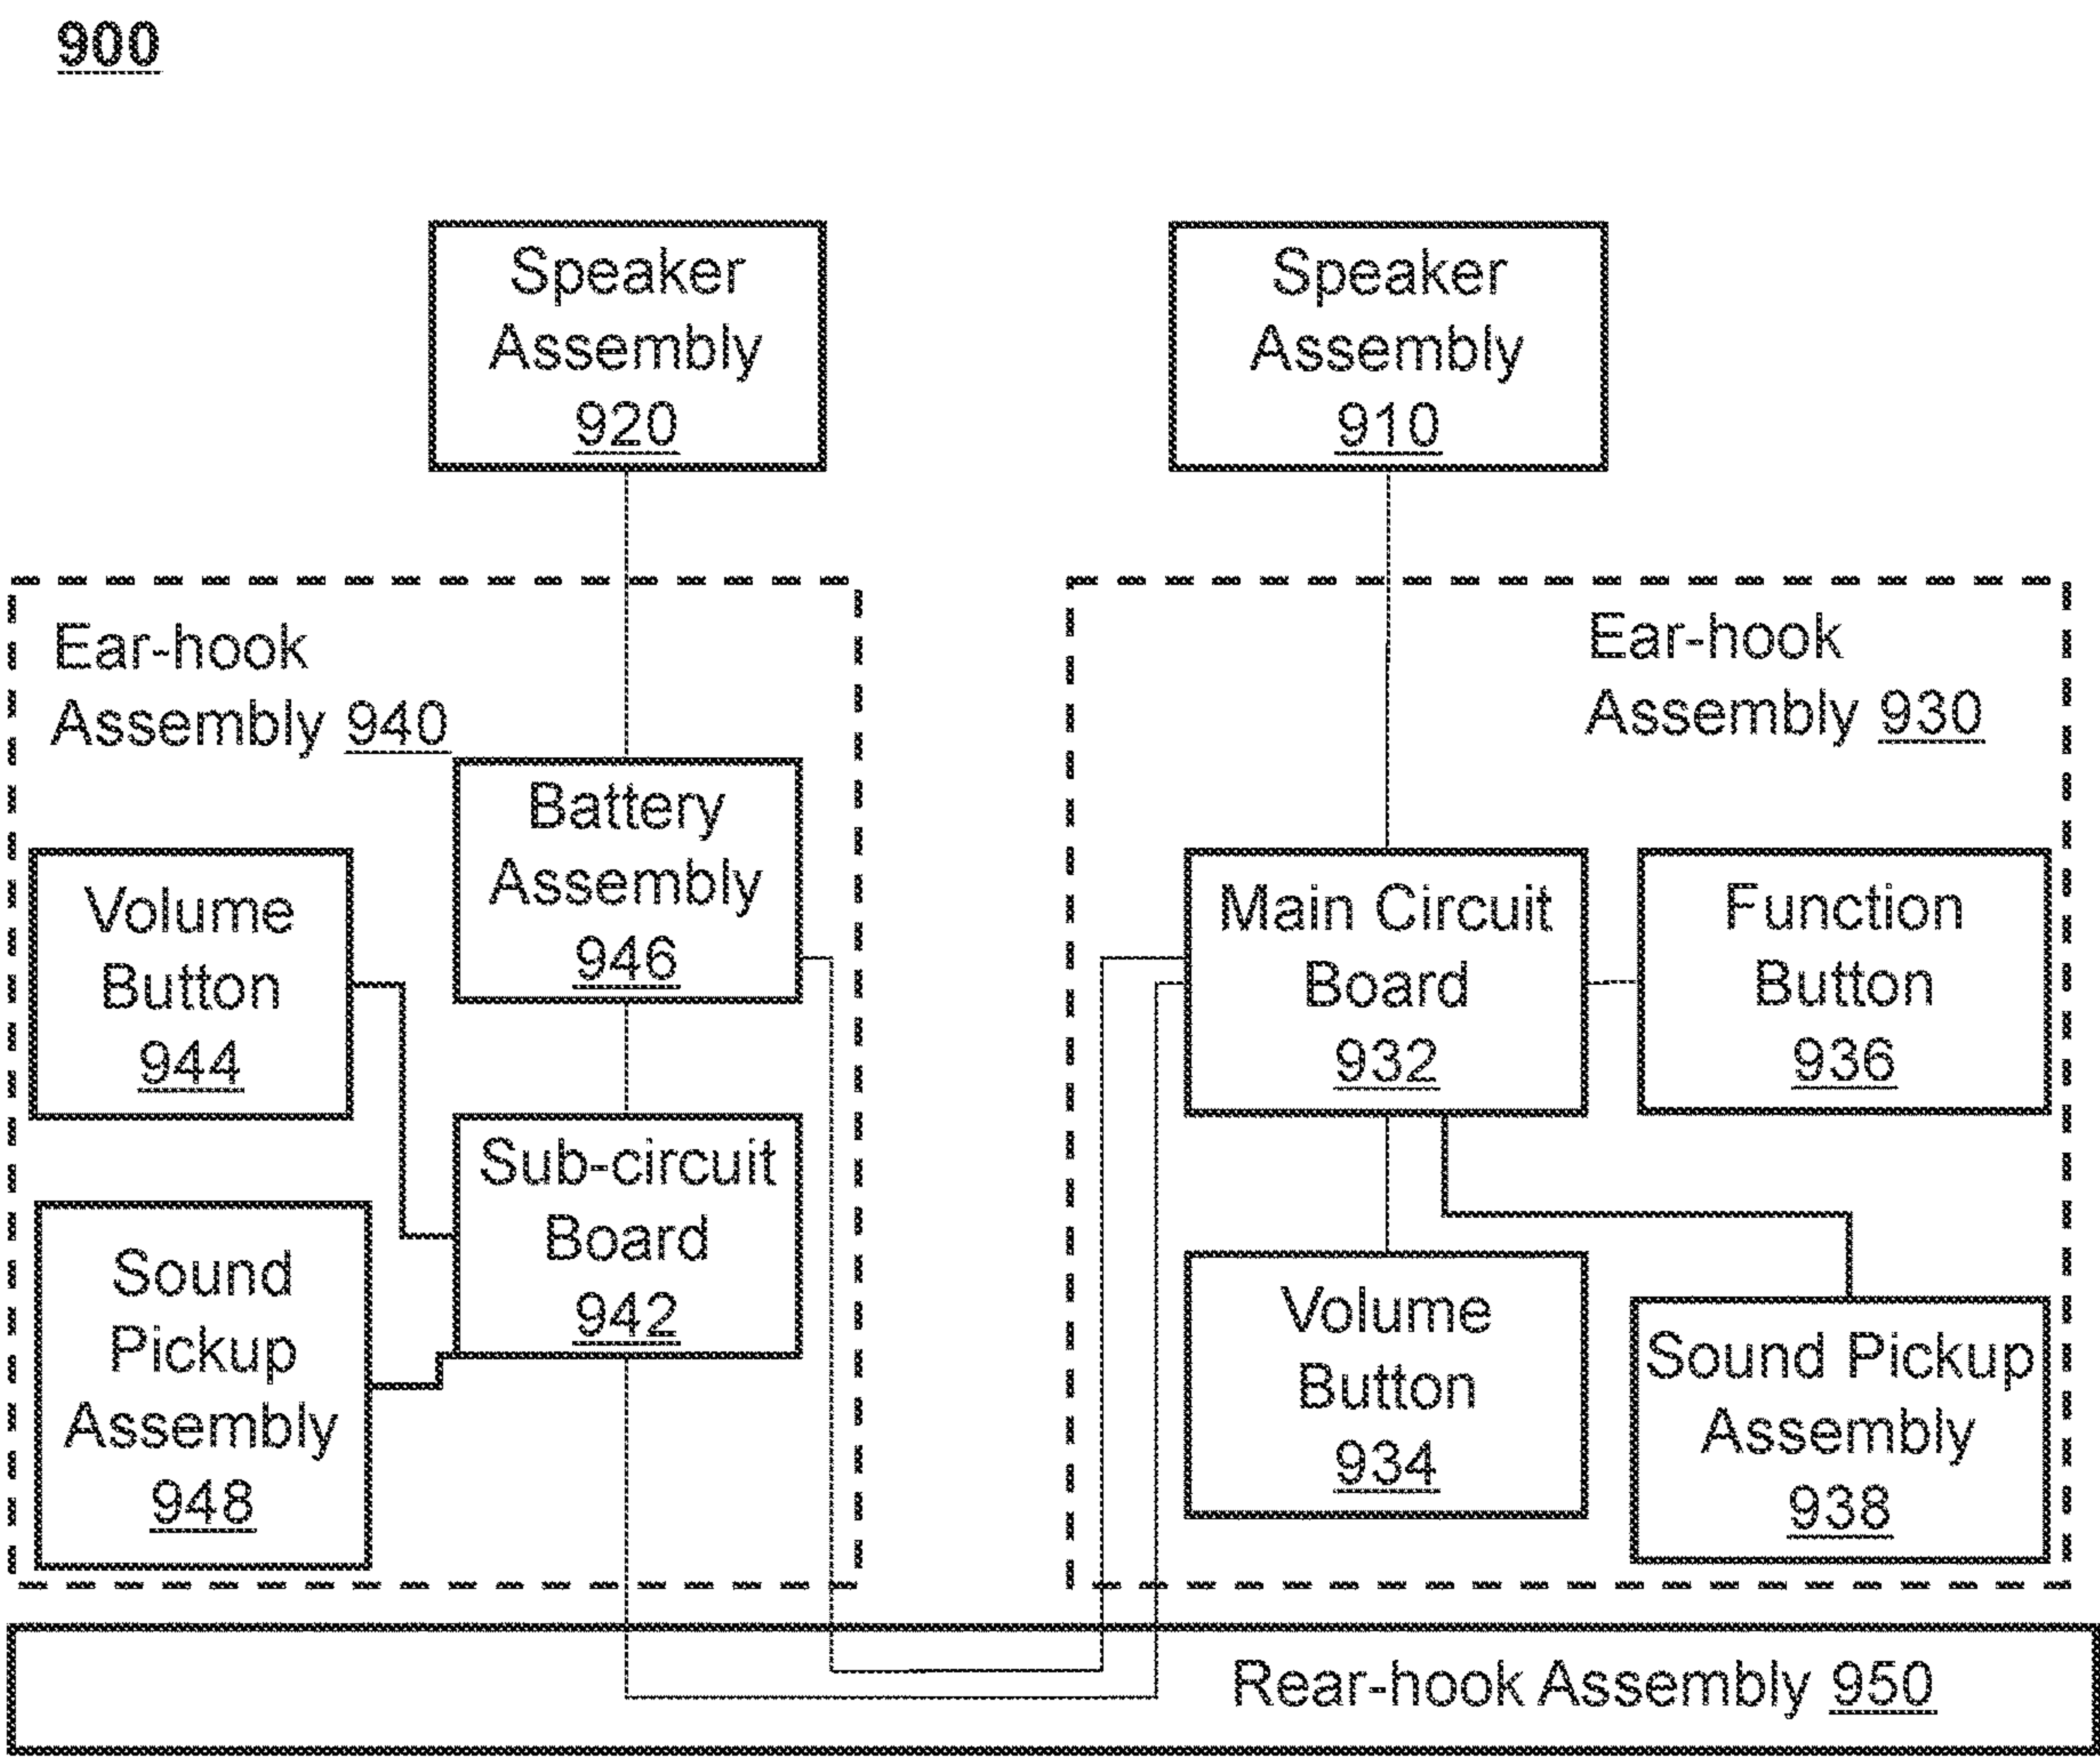 900
Speaker
Assembly
920
Speaker
Assembly
910
Ear-hook
Assembly 940
Battery
Assembly
946
Volume
Button
944
Sub-circuit
Board
942
Sound
Pickup
Assembly
948
Ear-hook
Assembly 930
Main Circuit
Board
932
Function
Button
936
Volume
Button
934
Sound Pickup
Assembly
938
Rear-hook Assembly 950